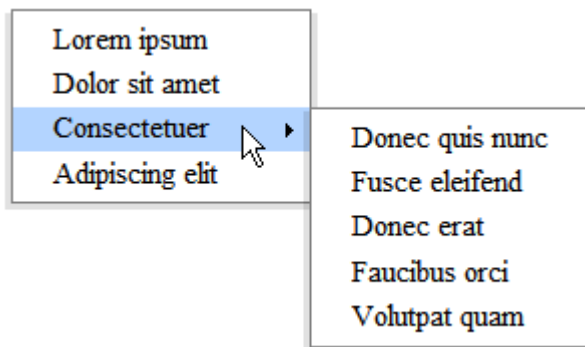 Lorem ipsum
Dolor sit amet
Consectetuer
Adipiscing elit
Donec quis nunc
Fusce eleifend
Donec erat
Faucibus orci
Volutpat quam